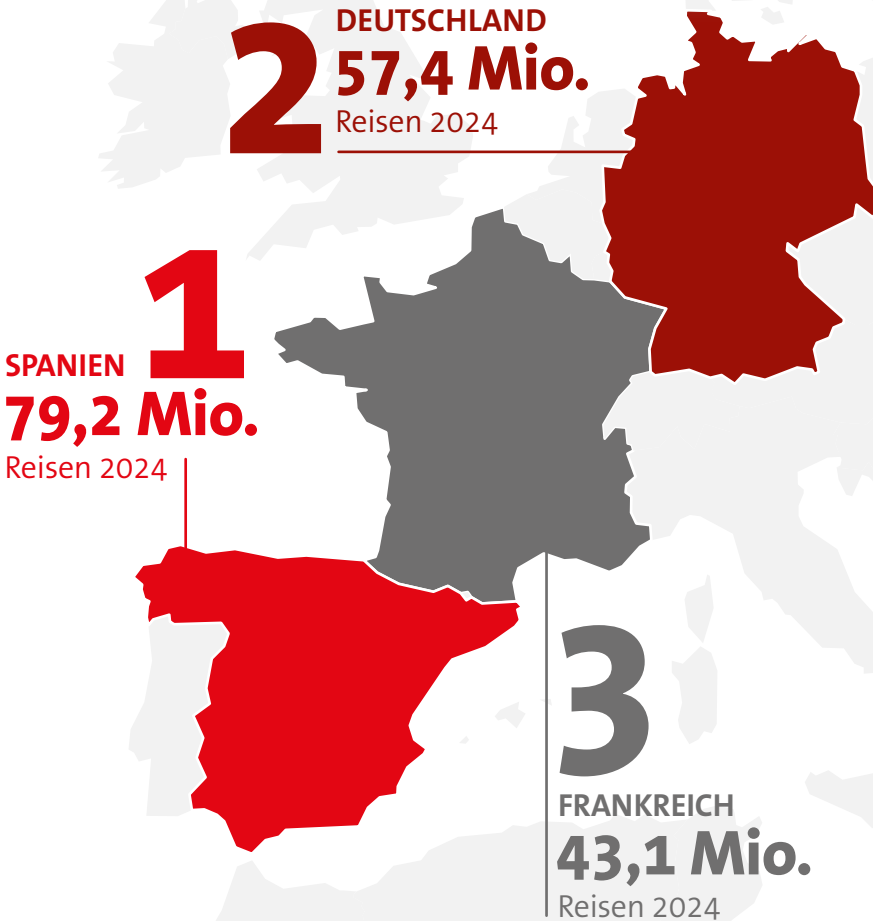 2
DEUTSCHLAND
57,4 Mio.
Reisen 2024
1
SPANIEN
79,2 Mio.
Reisen 2024
3
FRANKREICH
43,1 Mio.
Reisen 2024